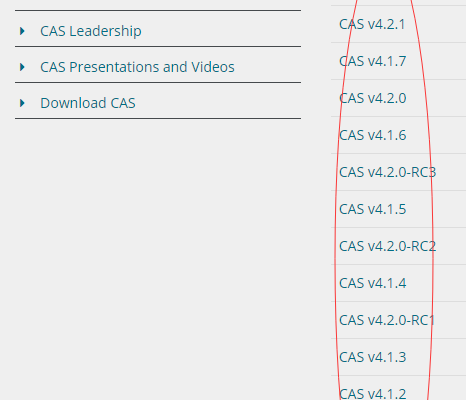 CAS Leadership
CAS Presentations and Videos
Download CAS
CAS v4.2.1
CAS v4.1.7
CAS v4.2.0
CAS v4.1.6
CAS v4.2.0-RC3
CAS v4.1.5
CAS v4.2.0-RC2
CAS v4.1.4
CAS v4.2.0-RC1
CAS v4.1.3
CAS v4.1.2